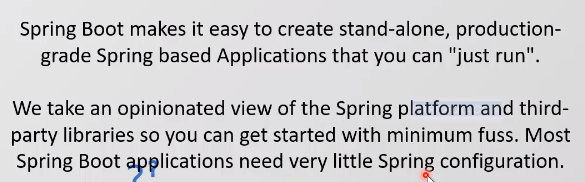 Spring Boot makes it easy to create stand-alone, production-
grade Spring based Applications that you can "just run".
We take an opinionated view of the Spring platform and third-
party libraries so you can get started with minimum fuss. Most
Spring Boot applications need very little Spring configuration.